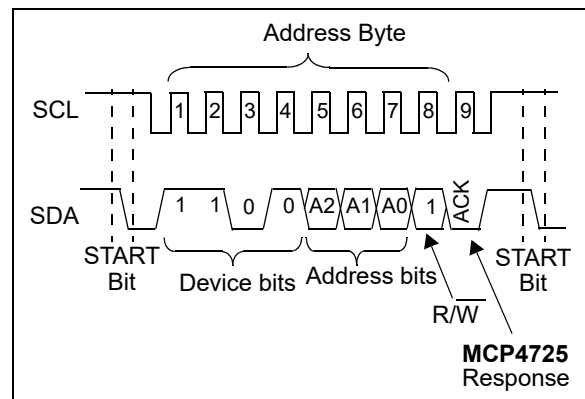 Address Byte
SCL 1 2 3 4 5 6 7 8 9
SDA 1 1 0 0 A2 A1 A0 1 ACK
START Bit
Device bits
Address bits
START Bit
R/W̅
MCP4725
Response